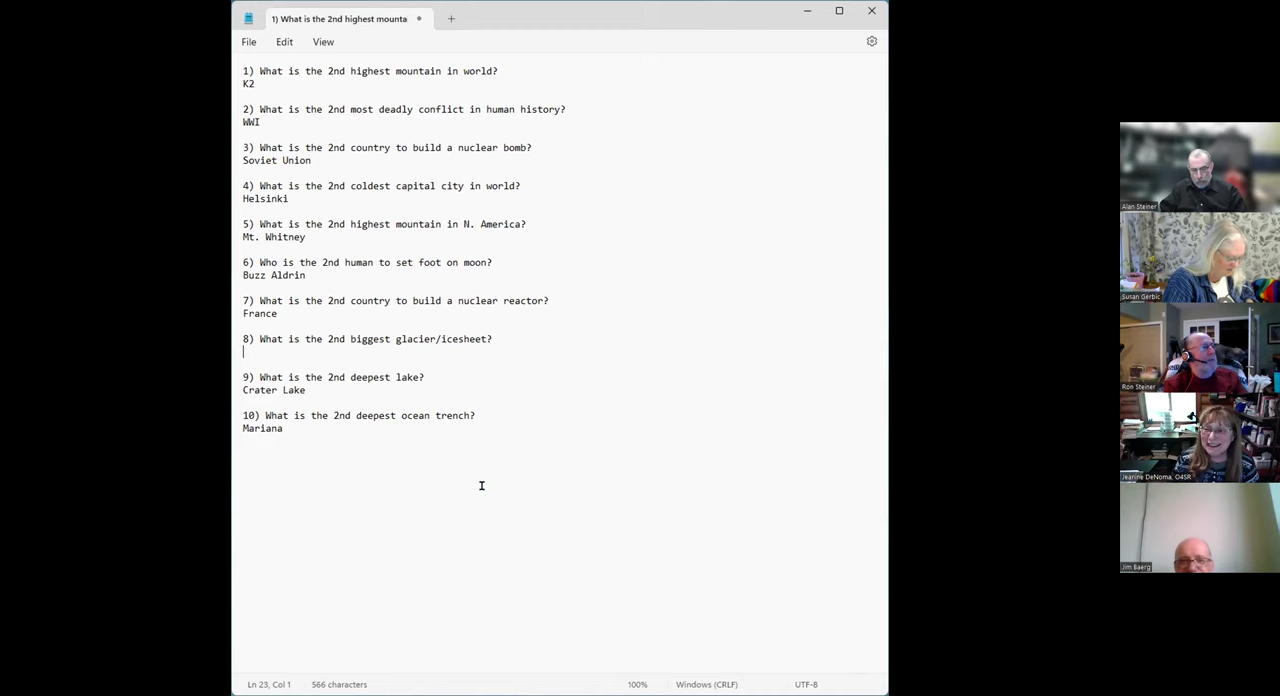 1) What is the 2nd highest mounta
File Edit View
1) What is the 2nd highest mountain in world?
K2
2) What is the 2nd most deadly conflict in human history?
WWI
3) What is the 2nd country to build a nuclear bomb?
Soviet Union
4) What is the 2nd coldest capital city in world?
Helsinki
5) What is the 2nd highest mountain in N. America?
Mt. Whitney
6) Who is the 2nd human to set foot on moon?
Buzz Aldrin
7) What is the 2nd country to build a nuclear reactor?
France
8) What is the 2nd biggest glacier/icesheet?
9) What is the 2nd deepest lake?
Crater Lake
10) What is the 2nd deepest ocean trench?
Mariana
Ln 23, Col 1 566 characters 100% Windows (CRLF) UTF-8
Alan Steiner
Susan Gerbic
Ron Steiner
Jeanine DeNoma, O4SR
Jim Baerg